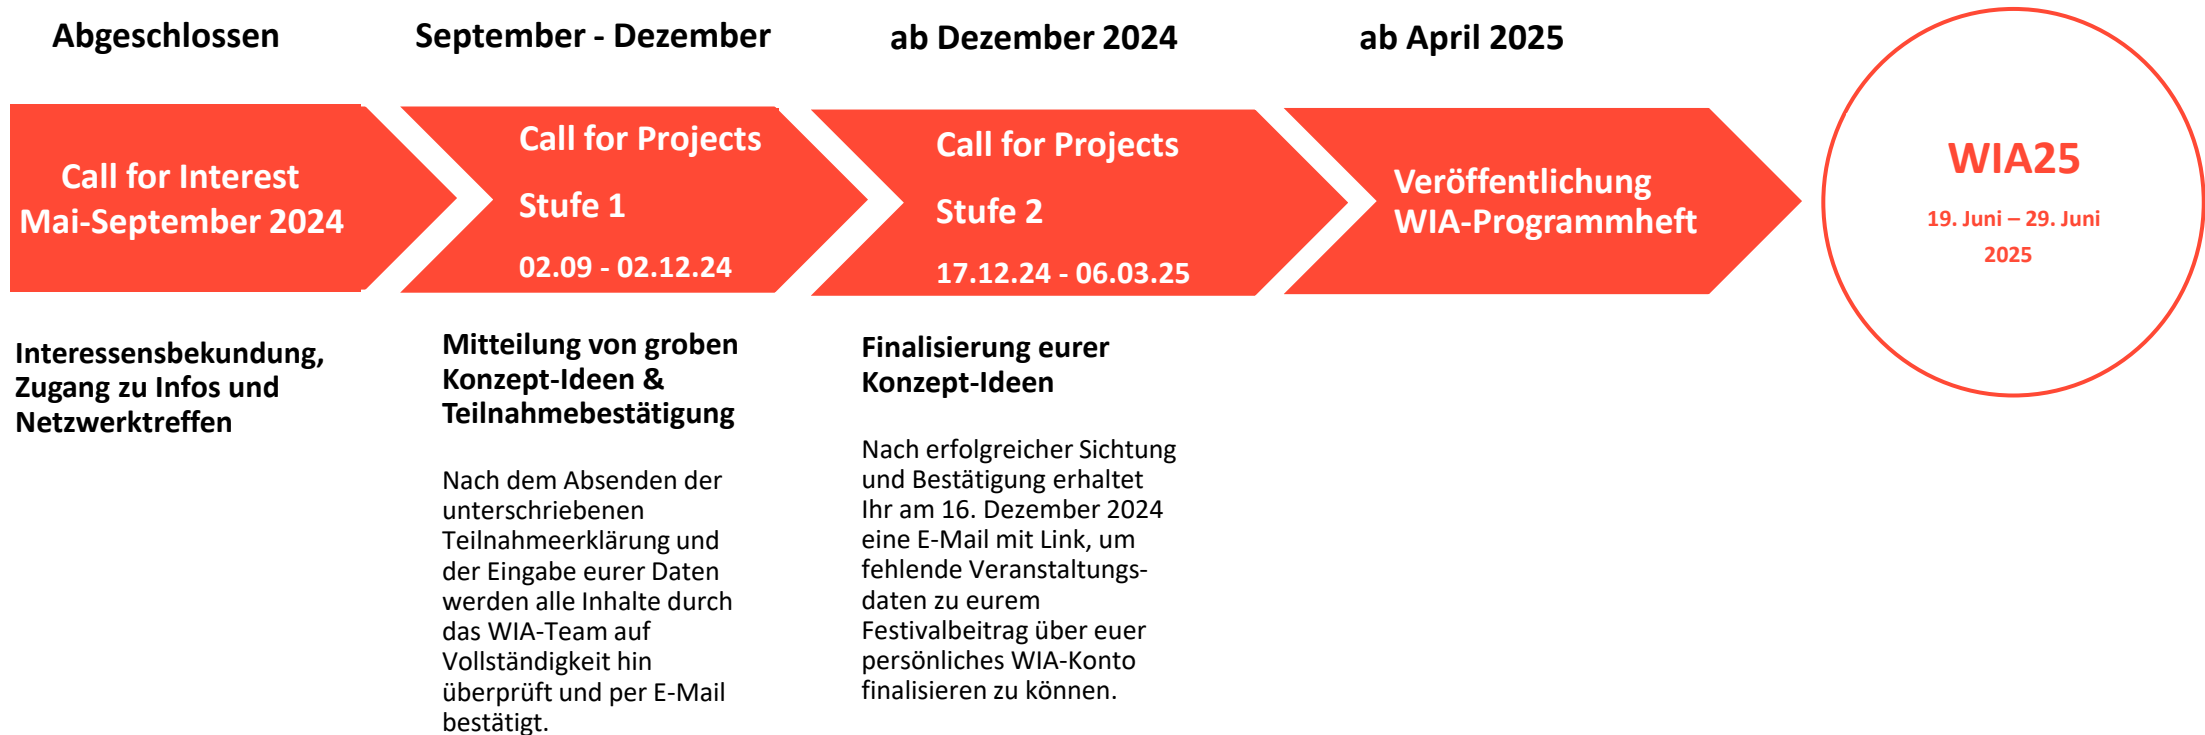 Abgeschlossen
September - Dezember
ab Dezember 2024
ab April 2025
Call for Interest
Mai-September 2024
Call for Projects
Stufe 1
02.09 - 02.12.24
Call for Projects
Stufe 2
17.12.24 - 06.03.25
Veröffentlichung
WIA-Programmheft
WIA25
19. Juni – 29. Juni
2025
Interessensbekundung,
Zugang zu Infos und
Netzwerktreffen
Mitteilung von groben
Konzept-Ideen &
Teilnahmebestätigung
Nach dem Absenden der
unterschriebenen
Teilnahmeerklärung und
der Eingabe eurer Daten
werden alle Inhalte durch
das WIA-Team auf
Vollständigkeit hin
überprüft und per E-Mail
bestätigt.
Finalisierung eurer
Konzept-Ideen
Nach erfolgreicher Sichtung
und Bestätigung erhaltet
Ihr am 16. Dezember 2024
eine E-Mail mit Link, um
fehlende Veranstaltungs-
daten zu eurem
Festivalbeitrag über euer
persönliches WIA-Konto
finalisieren zu können.